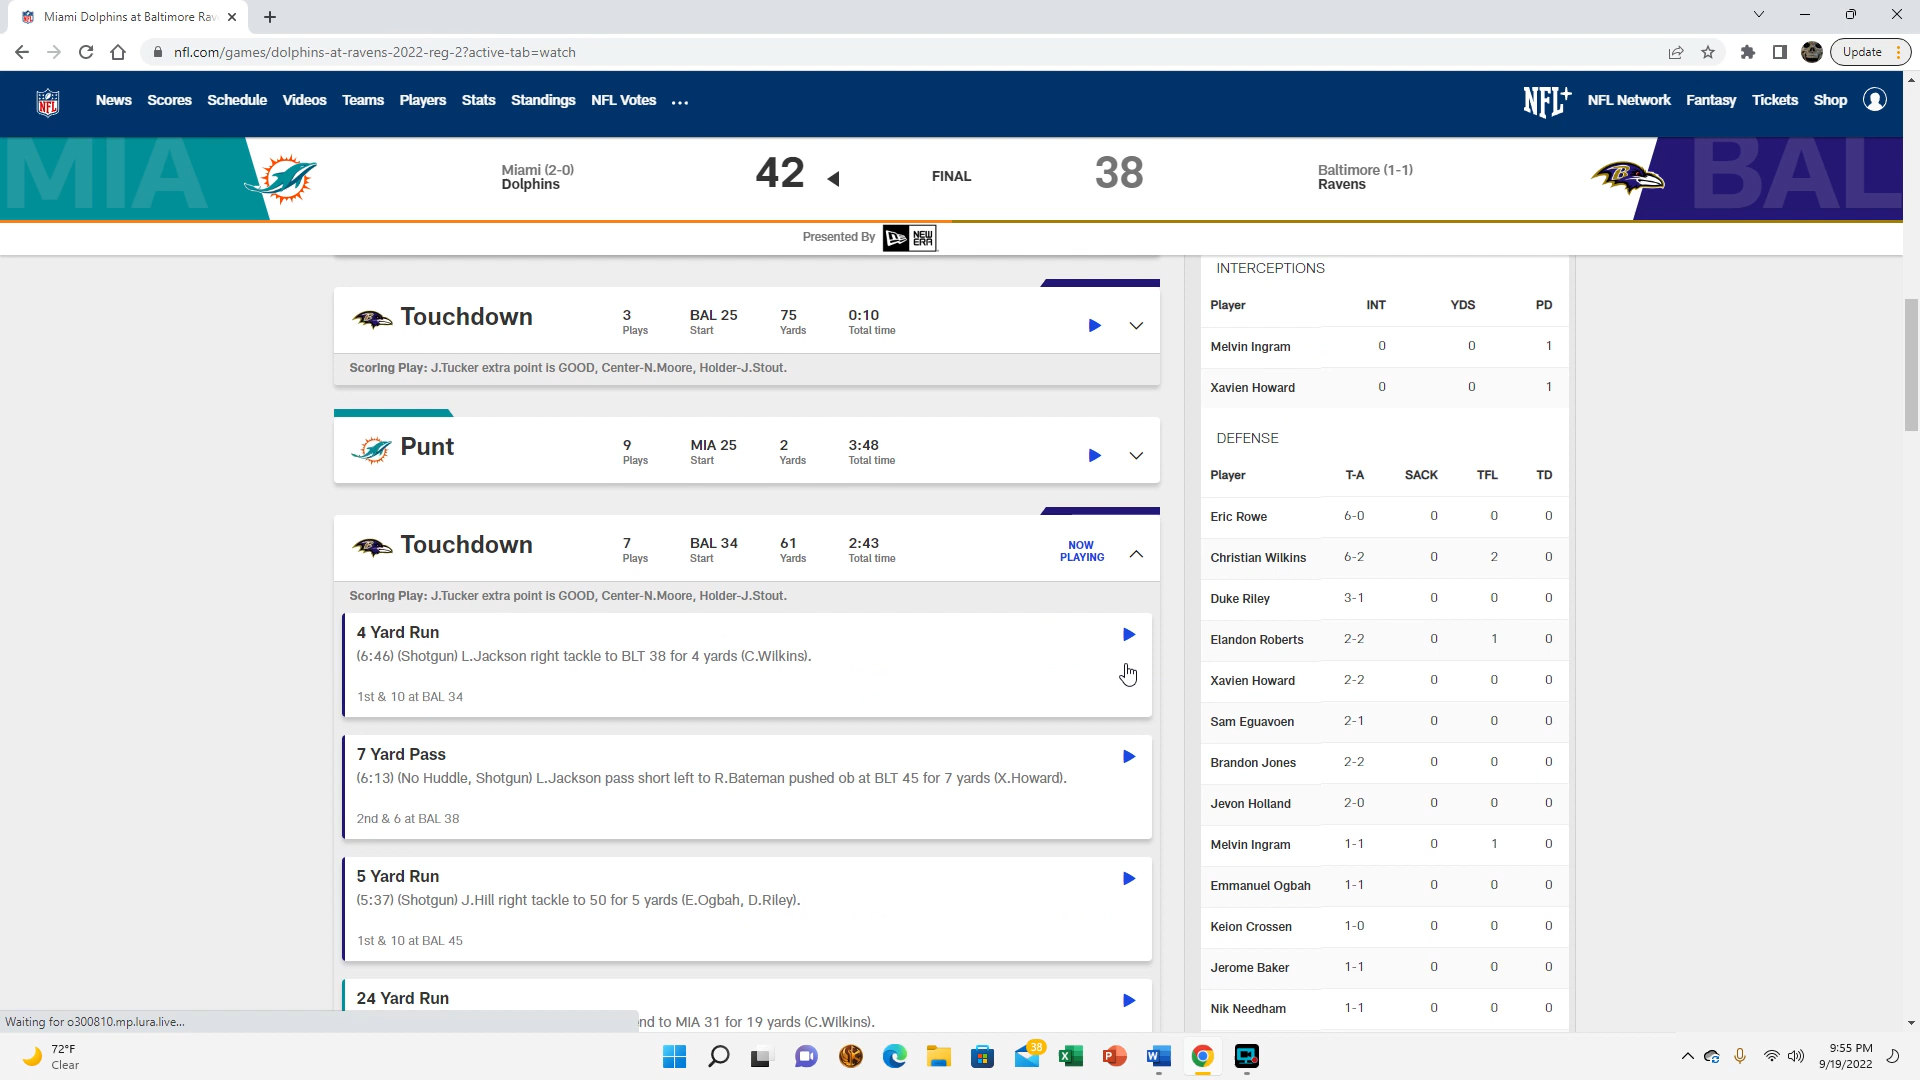 Miami Dolphins at Baltimore Rav
nfl.com/games/dolphins-at-ravens-2022-reg-2?active-tab=watch
Update
NFL
News Scores Schedule Videos Teams Players Stats Standings NFL Votes ...
NFL+ NFL Network Fantasy Tickets Shop
MIA
Miami (2-0)
Dolphins
42
FINAL
38
Baltimore (1-1)
Ravens
BAL
Presented By NEW ERA
Touchdown
3 BAL 25 75 0:10
Plays Start Yards Total time
Scoring Play: J.Tucker extra point is GOOD, Center-N.Moore, Holder-J.Stout.
Punt
9 MIA 25 2 3:48
Plays Start Yards Total time
Touchdown
7 BAL 34 61 2:43
Plays Start Yards Total time
NOW
PLAYING
Scoring Play: J.Tucker extra point is GOOD, Center-N.Moore, Holder-J.Stout.
4 Yard Run
(6:46) (Shotgun) L.Jackson right tackle to BLT 38 for 4 yards (C.Wilkins).
1st & 10 at BAL 34
7 Yard Pass
(6:13) (No Huddle, Shotgun) L.Jackson pass short left to R.Bateman pushed ob at BLT 45 for 7 yards (X.Howard).
2nd & 6 at BAL 38
5 Yard Run
(5:37) (Shotgun) J.Hill right tackle to 50 for 5 yards (E.Ogbah, D.Riley).
1st & 10 at BAL 45
24 Yard Run
nd to MIA 31 for 19 yards (C.Wilkins).
INTERCEPTIONS
Player INT YDS PD
Melvin Ingram 0 0 1
Xavien Howard 0 0 1
DEFENSE
Player T-A SACK TFL TD
Eric Rowe 6-0 0 0 0
Christian Wilkins 6-2 0 2 0
Duke Riley 3-1 0 0 0
Elandon Roberts 2-2 0 1 0
Xavien Howard 2-2 0 0 0
Sam Eguavoen 2-1 0 0 0
Brandon Jones 2-2 0 0 0
Jevon Holland 2-0 0 0 0
Melvin Ingram 1-1 0 1 0
Emmanuel Ogbah 1-1 0 0 0
Keion Crossen 1-0 0 0 0
Jerome Baker 1-1 0 0 0
Nik Needham 1-1 0 0 0
Waiting for o300810.mp.lura.live...
72°F
Clear
38
9:55 PM
9/19/2022